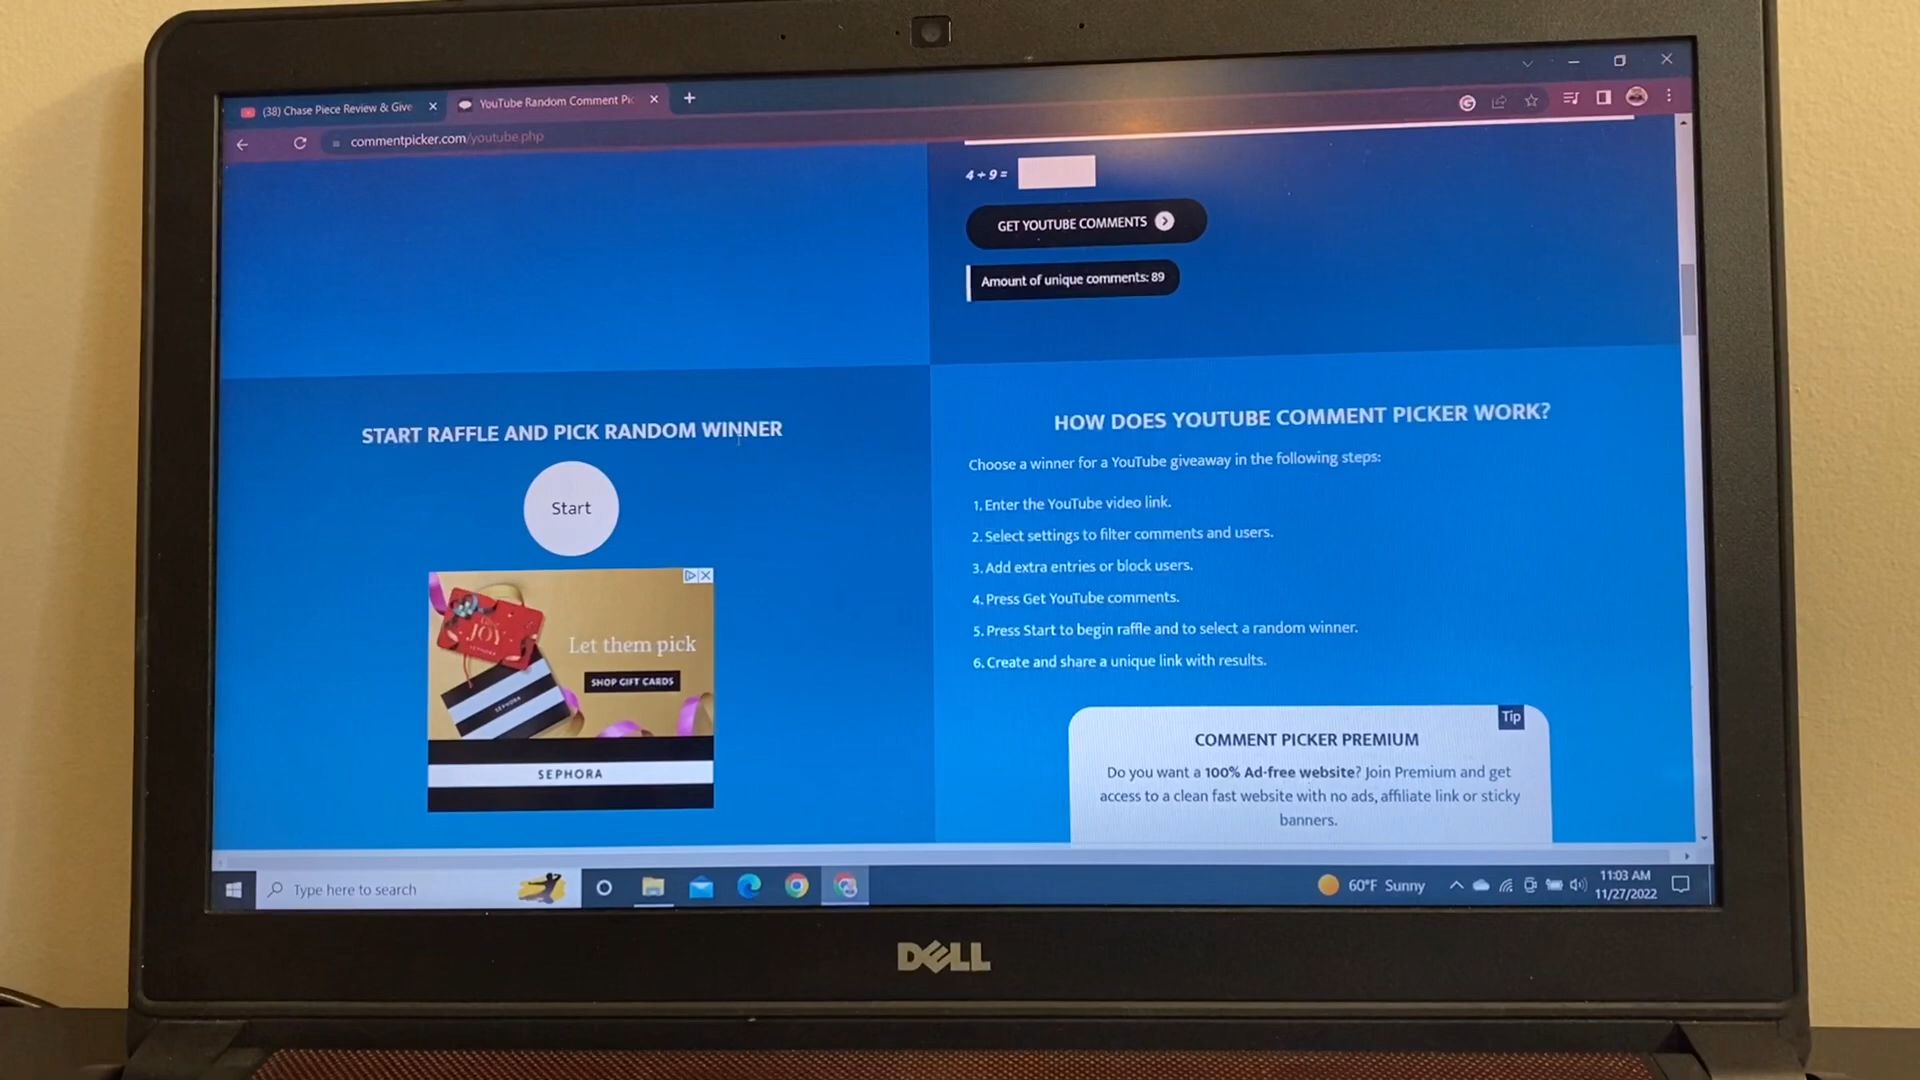 (38) Chase Piece Review & Give
YouTube Random Comment Pic
commentpicker.com/youtube.php
4 + 9 =
GET YOUTUBE COMMENTS
Amount of unique comments: 89
START RAFFLE AND PICK RANDOM WINNER
Start
JOY
SEPHORA
Let them pick
SHOP GIFT CARDS
SEPHORA
HOW DOES YOUTUBE COMMENT PICKER WORK?
Choose a winner for a YouTube giveaway in the following steps:
1. Enter the YouTube video link.
2. Select settings to filter comments and users.
3. Add extra entries or block users.
4. Press Get YouTube comments.
5. Press Start to begin raffle and to select a random winner.
6. Create and share a unique link with results.
Tip
COMMENT PICKER PREMIUM
Do you want a 100% Ad-free website? Join Premium and get
access to a clean fast website with no ads, affiliate link or sticky
banners.
Type here to search
60°F Sunny
11:03 AM
11/27/2022
DELL